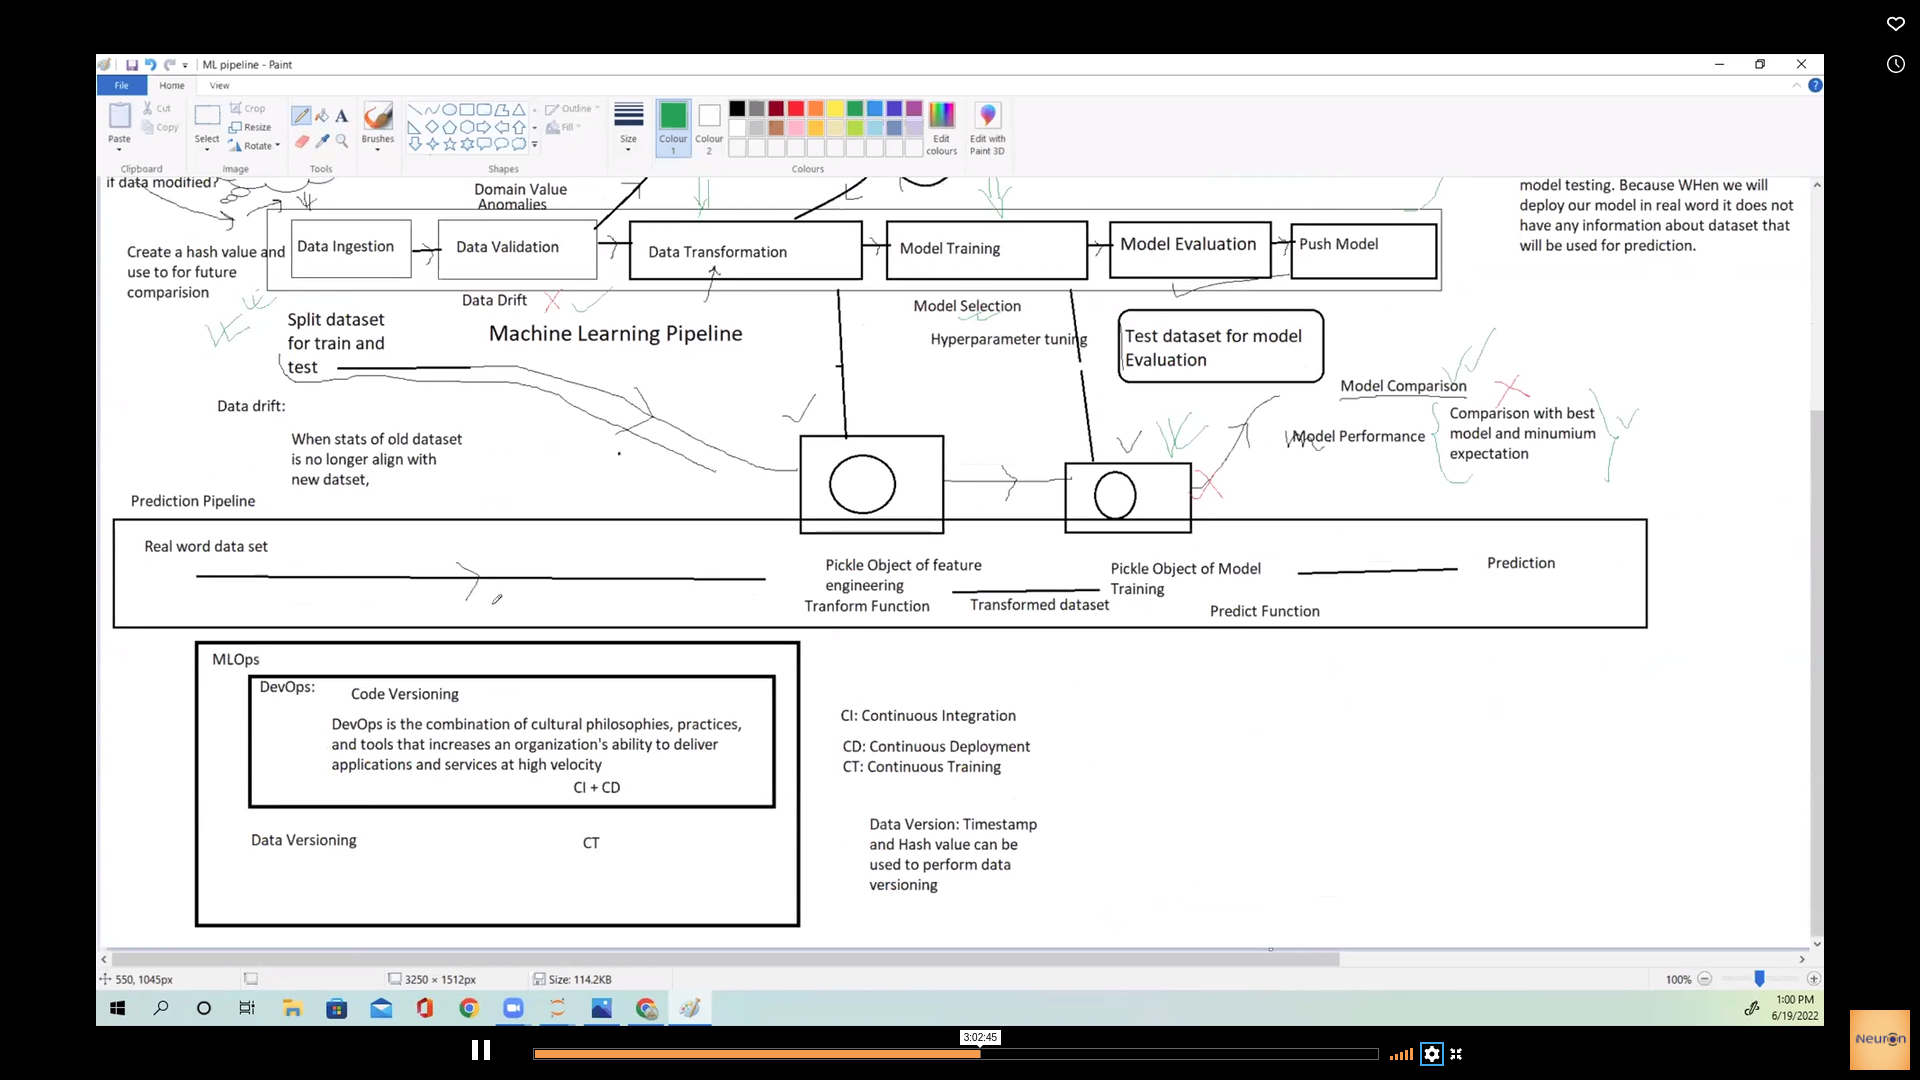 ML pipeline - Paint
File
Home
View
Paste
Cut
Copy
Clipboard
Select
Crop
Resize
Rotate
Image
A
Tools
Brushes
Shapes
Outline
Fill
Size
Colour
1
Colour
2
Colours
Edit
colours
Edit with
Paint 3D
if data modified?
Domain Value
Anomalies
model testing. Because WHen we will
deploy our model in real word it does not
have any information about dataset that
will be used for prediction.
Data Ingestion
Data Validation
Data Transformation
Model Training
Model Evaluation
Push Model
Create a hash value and
use to for future
comparision
Data Drift
Model Selection
Split dataset
for train and
test
Machine Learning Pipeline
Hyperparameter tuning
Test dataset for model
Evaluation
Model Comparison
Data drift:
Comparison with best
model and minumium
expectation
Model Performance
When stats of old dataset
is no longer align with
new datset,
Prediction Pipeline
Real word data set
Pickle Object of feature
engineering
Tranform Function
Transformed dataset
Pickle Object of Model
Training
Predict Function
Prediction
MLOps
DevOps:
Code Versioning
DevOps is the combination of cultural philosophies, practices,
and tools that increases an organization's ability to deliver
applications and services at high velocity
CI + CD
Data Versioning
CT
CI: Continuous Integration
CD: Continuous Deployment
CT: Continuous Training
Data Version: Timestamp
and Hash value can be
used to perform data
versioning
550, 1045px
3250 × 1512px
Size: 114.2KB
100%
1:00 PM
6/19/2022
3:02:45
iNeuron